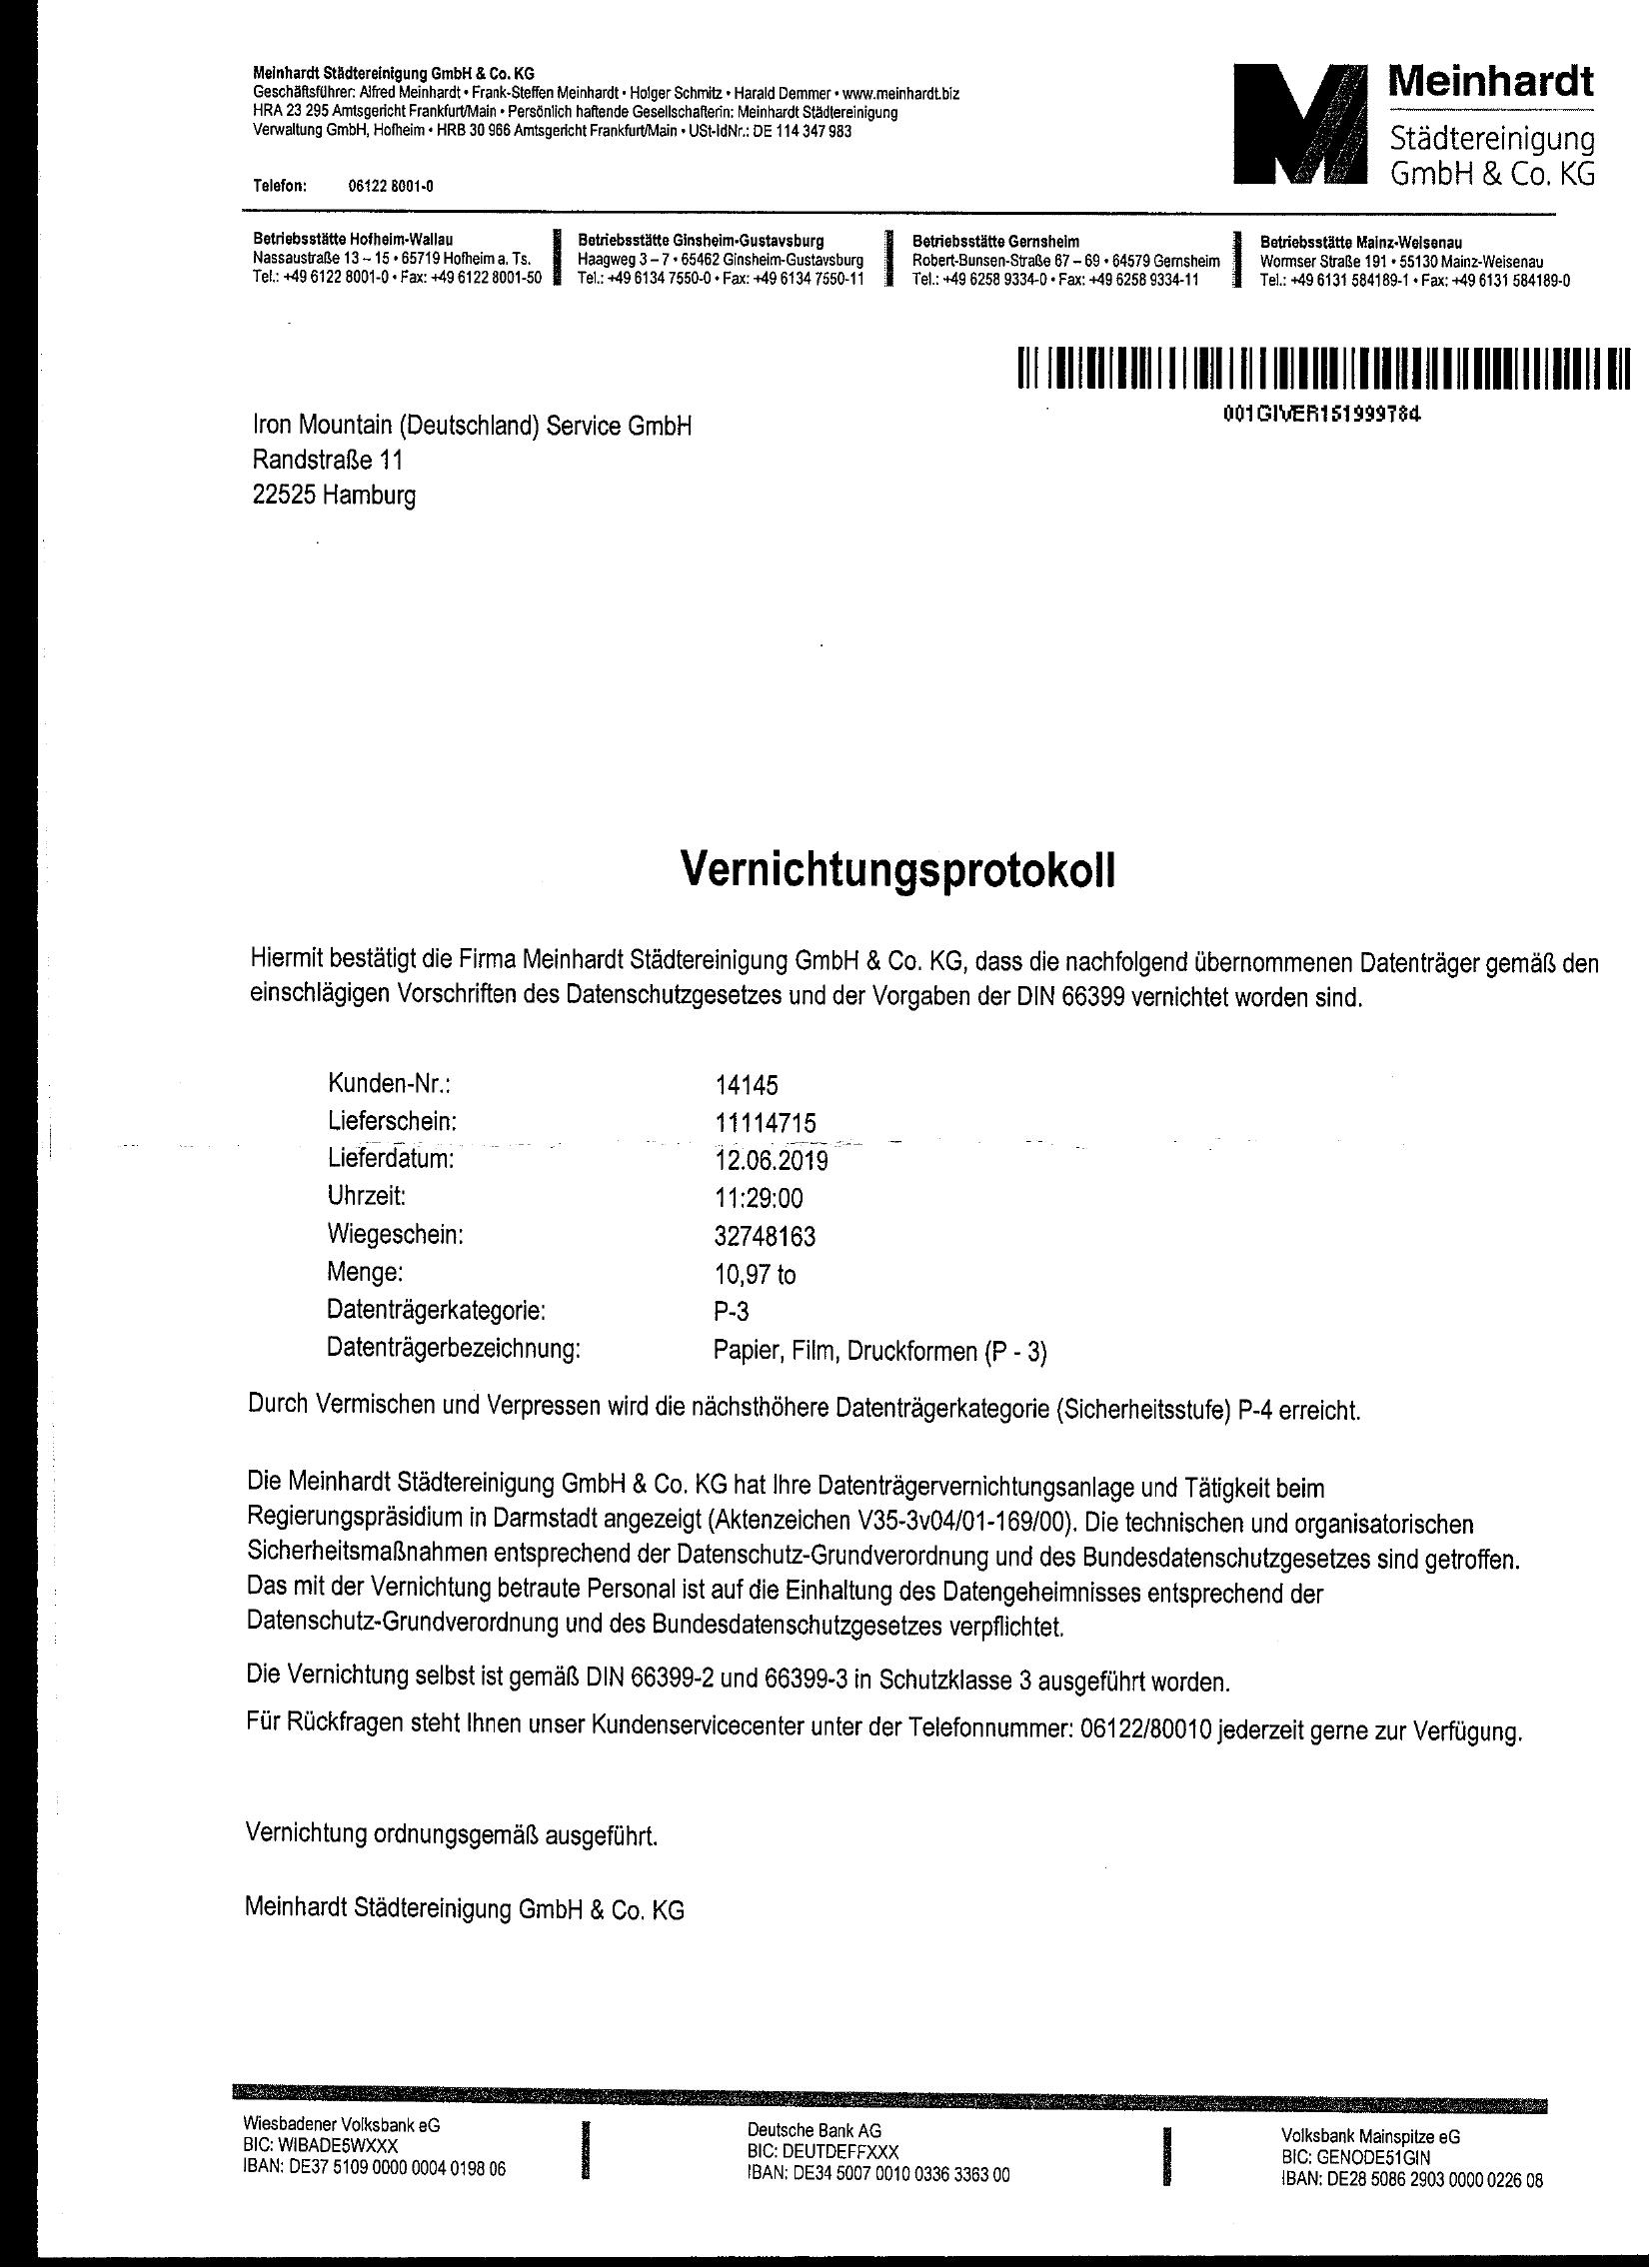 Meinhardt Städtereinigung GmbH & Co. KG
Geschäftsführer: Alfred Meinhardt • Frank-Steffen Meinhardt • Holger Schmitz • Harald Demmer • www.meinhardt.biz
HRA 23 295 Amtsgericht Frankfurt/Main • Persönlich haftende Gesellschafterin: Meinhardt Städtereinigung
Verwaltung GmbH, Hofheim • HRB 30 966 Amtsgericht Frankfurt/Main • USt-IdNr.: DE 114 347 983
Telefon: 06122 8001-0
Meinhardt
Städtereinigung
GmbH & Co. KG
Betriebsstätte Hofheim-Wallau
Nassaustraße 13 – 15 • 65719 Hofheim a. Ts.
Tel.: +49 6122 8001-0 • Fax: +49 6122 8001-50
Betriebsstätte Ginsheim-Gustavsburg
Haagweg 3 – 7 • 65462 Ginsheim-Gustavsburg
Tel.: +49 6134 7550-0 • Fax: +49 6134 7550-11
Betriebsstätte Gernsheim
Robert-Bunsen-Straße 67 – 69 • 64579 Gernsheim
Tel.: +49 6258 9334-0 • Fax: +49 6258 9334-11
Betriebsstätte Mainz-Weisenau
Wormser Straße 191 • 55130 Mainz-Weisenau
Tel.: +49 6131 584189-1 • Fax: +49 6131 584189-0
001GIVER151999784
Iron Mountain (Deutschland) Service GmbH
Randstraße 11
22525 Hamburg
Vernichtungsprotokoll
Hiermit bestätigt die Firma Meinhardt Städtereinigung GmbH & Co. KG, dass die nachfolgend übernommenen Datenträger gemäß den
einschlägigen Vorschriften des Datenschutzgesetzes und der Vorgaben der DIN 66399 vernichtet worden sind.
Kunden-Nr.: 14145
Lieferschein: 11114715
Lieferdatum: 12.06.2019
Uhrzeit: 11:29:00
Wiegeschein: 32748163
Menge: 10,97 to
Datenträgerkategorie: P-3
Datenträgerbezeichnung: Papier, Film, Druckformen (P - 3)
Durch Vermischen und Verpressen wird die nächsthöhere Datenträgerkategorie (Sicherheitsstufe) P-4 erreicht.
Die Meinhardt Städtereinigung GmbH & Co. KG hat Ihre Datenträgervernichtungsanlage und Tätigkeit beim
Regierungspräsidium in Darmstadt angezeigt (Aktenzeichen V35-3v04/01-169/00). Die technischen und organisatorischen
Sicherheitsmaßnahmen entsprechend der Datenschutz-Grundverordnung und des Bundesdatenschutzgesetzes sind getroffen.
Das mit der Vernichtung betraute Personal ist auf die Einhaltung des Datengeheimnisses entsprechend der
Datenschutz-Grundverordnung und des Bundesdatenschutzgesetzes verpflichtet.
Die Vernichtung selbst ist gemäß DIN 66399-2 und 66399-3 in Schutzklasse 3 ausgeführt worden.
Für Rückfragen steht Ihnen unser Kundenservicecenter unter der Telefonnummer: 06122/80010 jederzeit gerne zur Verfügung.
Vernichtung ordnungsgemäß ausgeführt.
Meinhardt Städtereinigung GmbH & Co. KG
Wiesbadener Volksbank eG
BIC: WIBADE5WXXX
IBAN: DE37 5109 0000 0004 0198 06
Deutsche Bank AG
BIC: DEUTDEFFXXX
IBAN: DE34 5007 0010 0336 3363 00
Volksbank Mainspitze eG
BIC: GENODE51GIN
IBAN: DE28 5086 2903 0000 0226 08